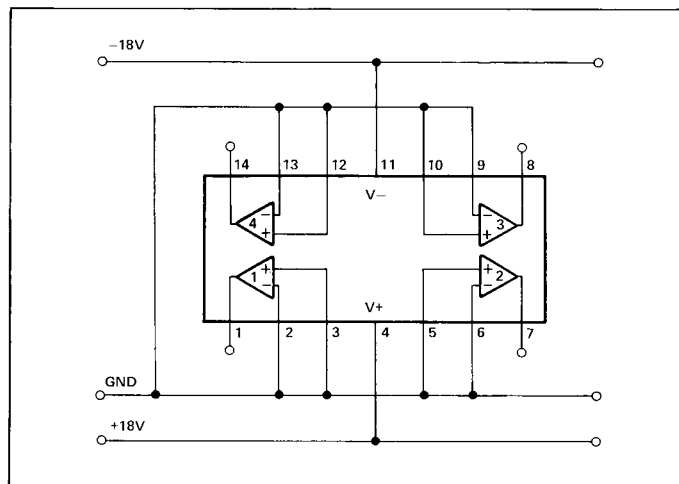 −18V
14 13 12 11 10 9 8
V−
4 − + − + 3
1 + − + − 2
V+
1 2 3 4 5 6 7
GND
+18V